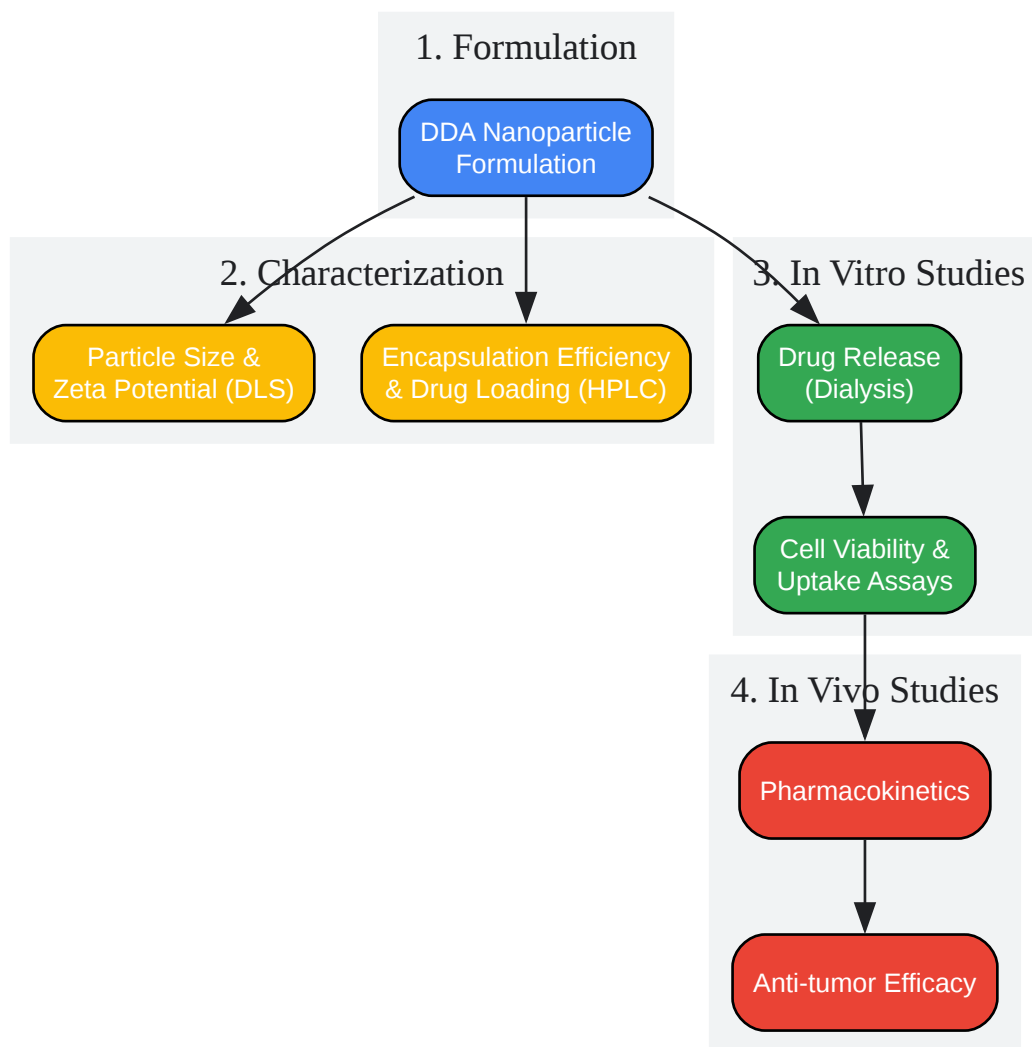 1. Formulation
DDA Nanoparticle
Formulation
2. Characterization
Particle Size &
Zeta Potential (DLS)
Encapsulation Efficiency
& Drug Loading (HPLC)
3. In Vitro Studies
Drug Release
(Dialysis)
Cell Viability &
Uptake Assays
4. In Vivo Studies
Pharmacokinetics
Anti-tumor Efficacy